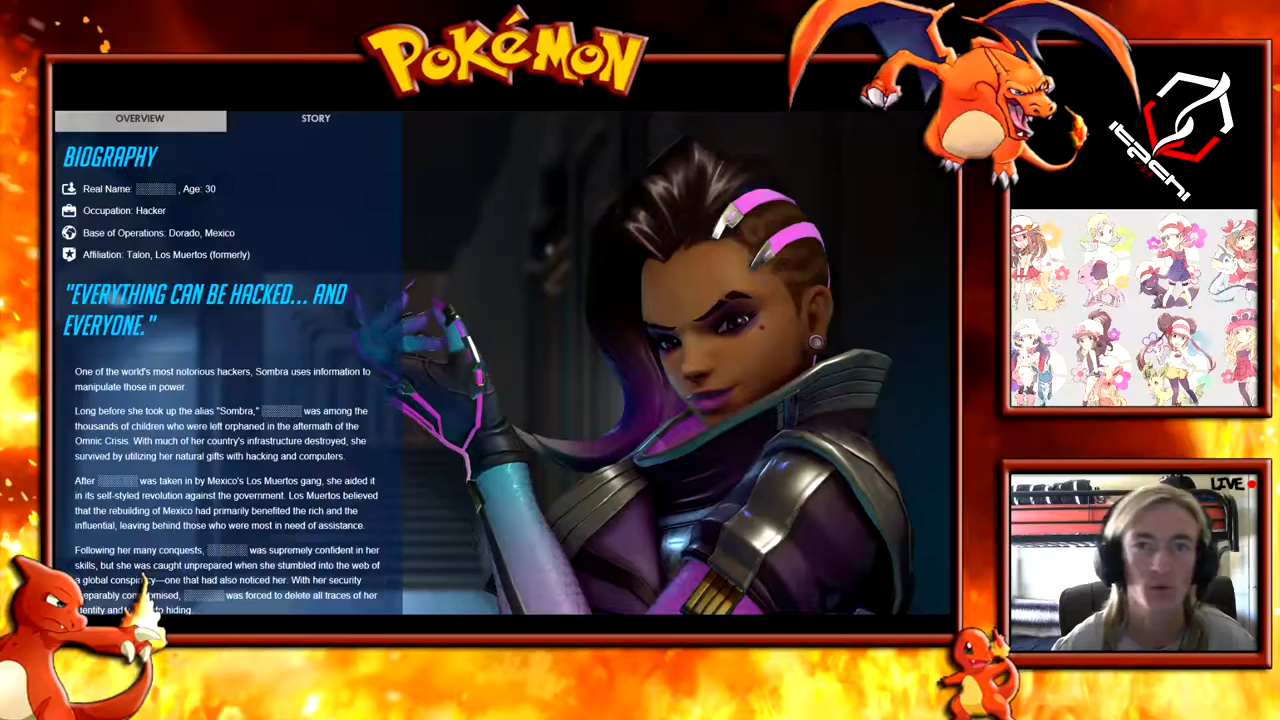 POKéMON
OVERVIEW
STORY
BIOGRAPHY
Real Name: ░░░░░ , Age: 30
Occupation: Hacker
Base of Operations: Dorado, Mexico
Affiliation: Talon, Los Muertos (formerly)
"EVERYTHING CAN BE HACKED... AND
EVERYONE."
One of the world's most notorious hackers, Sombra uses information to
manipulate those in power.
Long before she took up the alias "Sombra," ░░░░░ was among the
thousands of children who were left orphaned in the aftermath of the
Omnic Crisis. With much of her country's infrastructure destroyed, she
survived by utilizing her natural gifts with hacking and computers.
After ░░░░░ was taken in by Mexico's Los Muertos gang, she aided it
in its self-styled revolution against the government. Los Muertos believed
that the rebuilding of Mexico had primarily benefited the rich and the
influential, leaving behind those who were most in need of assistance.
Following her many conquests, ░░░░░ was supremely confident in her
skills, but she was caught unprepared when she stumbled into the web of
a global conspiracy—one that had also noticed her. With her security
░░░░░ was forced to delete all traces of her
to hiding.
itachi
LIVE